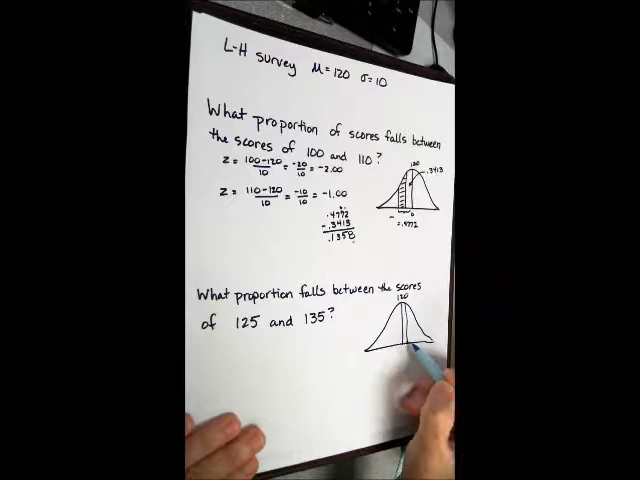 L-H survey μ=120 σ=10
What proportion of scores falls between
the scores of 100 and 110?
z = 100-120/10 = -20/10 = -2.00
z = 110-120/10 = -10/10 = -1.00
120
.3413
=.4772
.4772
-.3413
.1358
What proportion falls between the scores
of 125 and 135?
120